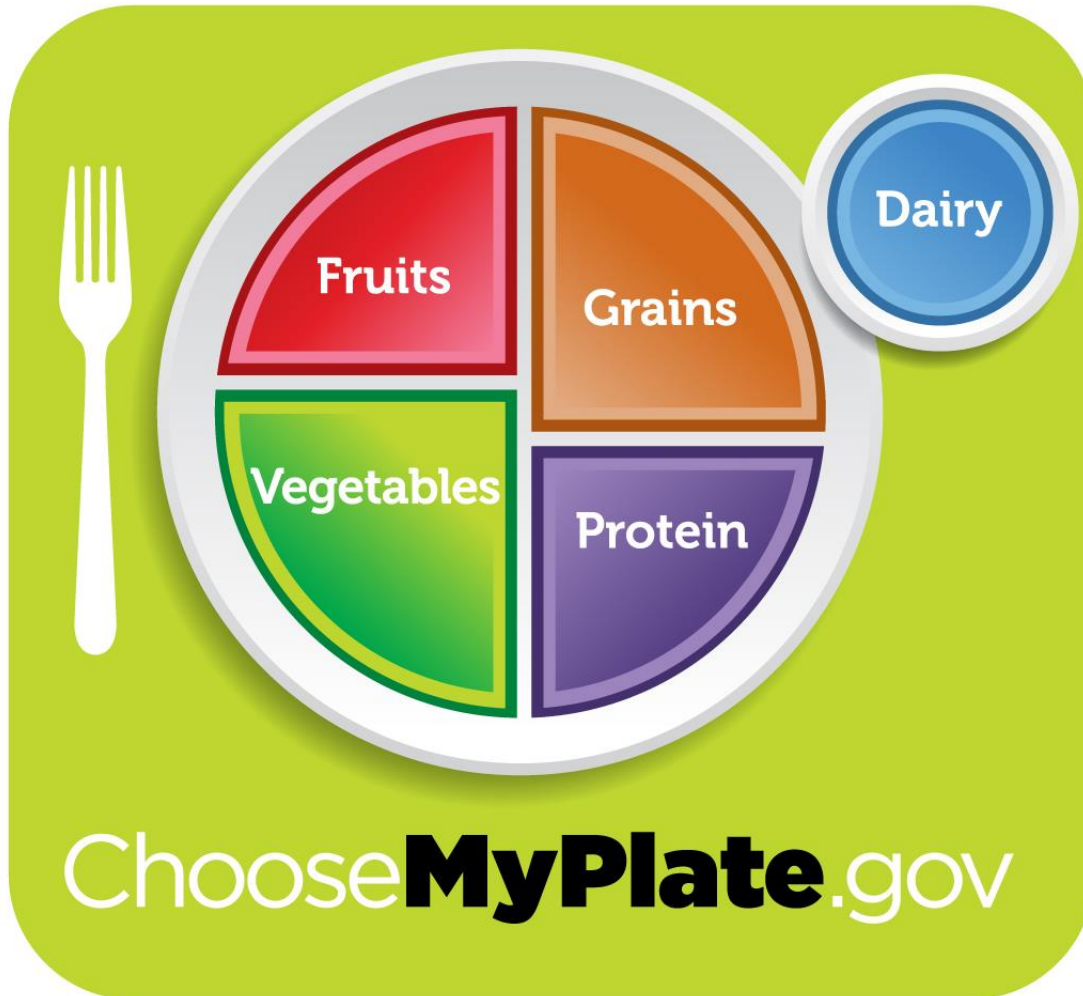 Fruits
Grains
Dairy
Vegetables
Protein
ChooseMyPlate.gov